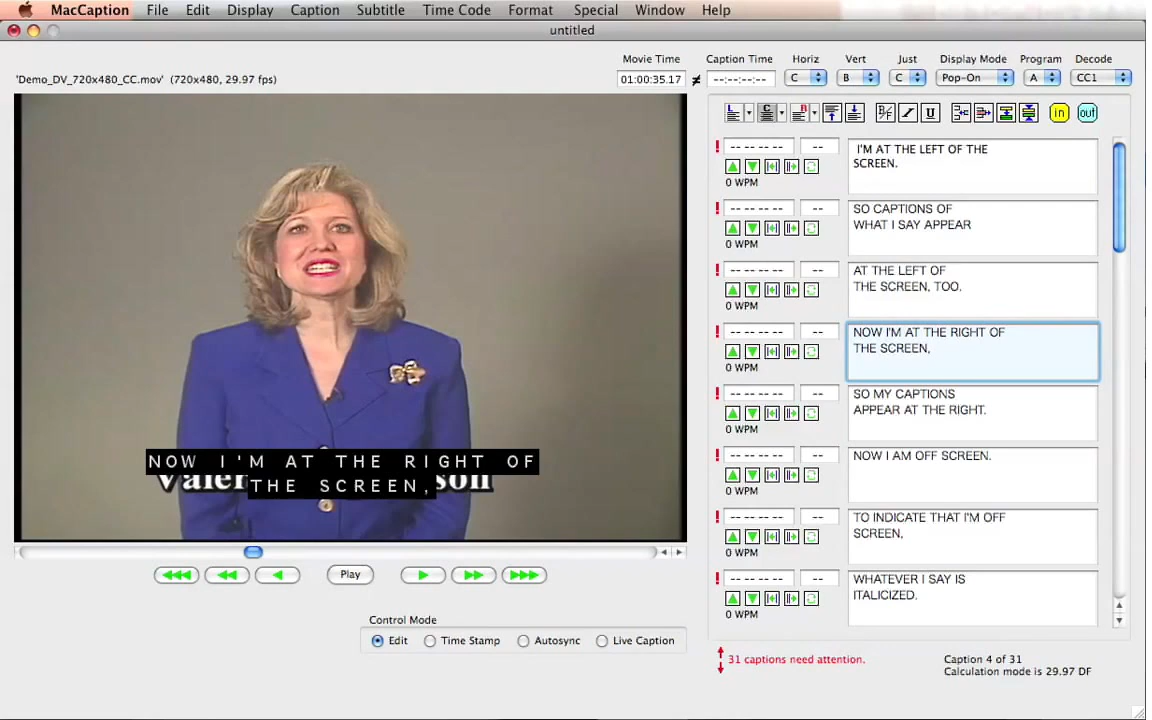 MacCaption File Edit Display Caption Subtitle Time Code Format Special Window Help
untitled
'Demo_DV_720x480_CC.mov' (720x480, 29.97 fps)
Movie Time Caption Time Horiz Vert Just Display Mode Program Decode
01:00:35.17 ≠ --:--:--:-- C B C Pop-On A CC1
L C R B/F I U in out
-- -- -- -- --
I'M AT THE LEFT OF THE
SCREEN.
0 WPM
-- -- -- -- --
SO CAPTIONS OF
WHAT I SAY APPEAR
0 WPM
-- -- -- -- --
AT THE LEFT OF
THE SCREEN, TOO.
0 WPM
-- -- -- -- --
NOW I'M AT THE RIGHT OF
THE SCREEN,
0 WPM
-- -- -- -- --
SO MY CAPTIONS
APPEAR AT THE RIGHT.
0 WPM
-- -- -- -- --
NOW I AM OFF SCREEN.
0 WPM
-- -- -- -- --
TO INDICATE THAT I'M OFF
SCREEN,
0 WPM
-- -- -- -- --
WHATEVER I SAY IS
ITALICIZED.
0 WPM
NOW I'M AT THE RIGHT OF
THE SCREEN,
Play
Control Mode
Edit Time Stamp Autosync Live Caption
31 captions need attention.
Caption 4 of 31
Calculation mode is 29.97 DF